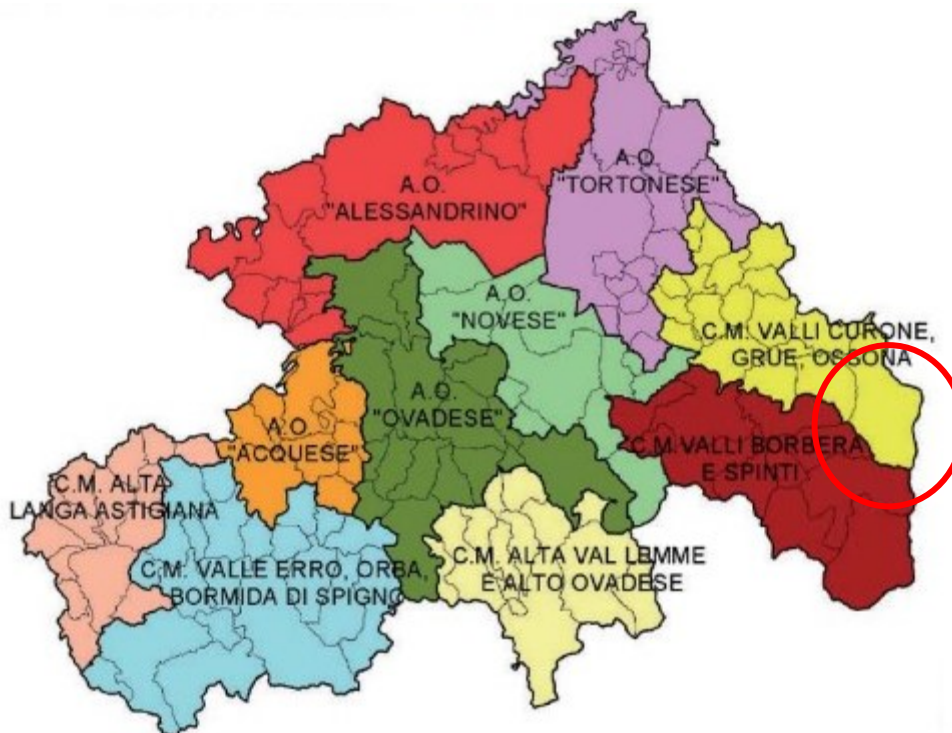 A.O.
"TORTONESE"
A.O.
"ALESSANDRINO"
A.O.
"NOVESE"
C.M. VALLI CURONE,
GRUE, OSSONA
A.O.
"OVADESE"
A.O.
"ACQUESE"
C.M.VALLI BORBERA
E SPINTI
C.M. ALTA
LANGA ASTIGIANA
C.M. ALTA VAL LEMME
E ALTO OVADESE
C.M. VALLE ERRO, ORBA,
BORMIDA DI SPIGNO